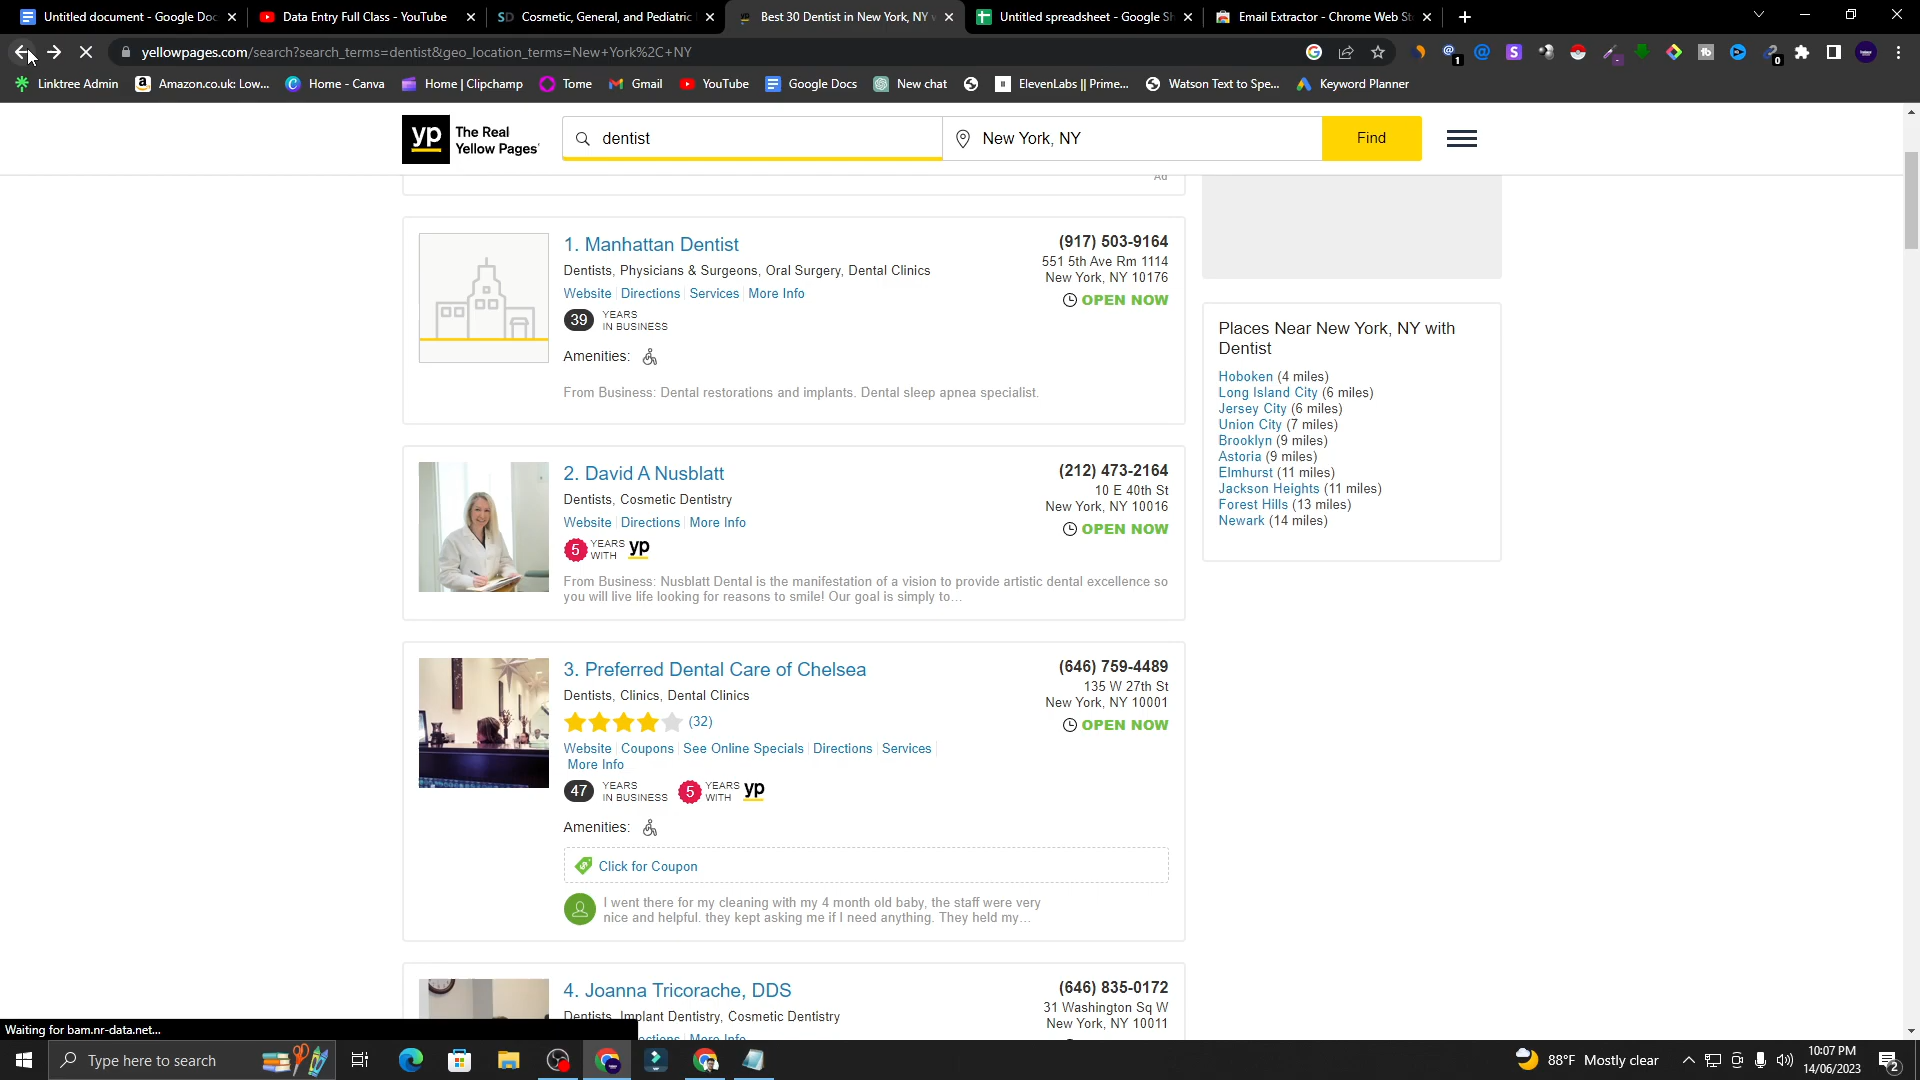 Untitled document - Google Doc
Data Entry Full Class - YouTube
SD Cosmetic, General, and Pediatric
Best 30 Dentist in New York, NY
Untitled spreadsheet - Google Sh
Email Extractor - Chrome Web St
yellowpages.com/search?search_terms=dentist&geo_location_terms=New+York%2C+NY
Linktree Admin
Amazon.co.uk: Low...
Home - Canva
Home | Clipchamp
Tome
Gmail
YouTube
Google Docs
New chat
ElevenLabs || Prime...
Watson Text to Spe...
Keyword Planner
yp The Real
Yellow Pages
dentist
New York, NY
Find
Ad
1. Manhattan Dentist
Dentists, Physicians & Surgeons, Oral Surgery, Dental Clinics
Website Directions Services More Info
39 YEARS
IN BUSINESS
Amenities:
From Business: Dental restorations and implants. Dental sleep apnea specialist.
(917) 503-9164
551 5th Ave Rm 1114
New York, NY 10176
OPEN NOW
2. David A Nusblatt
Dentists, Cosmetic Dentistry
Website Directions More Info
5 YEARS
WITH yp
From Business: Nusblatt Dental is the manifestation of a vision to provide artistic dental excellence so
you will live life looking for reasons to smile! Our goal is simply to...
(212) 473-2164
10 E 40th St
New York, NY 10016
OPEN NOW
3. Preferred Dental Care of Chelsea
Dentists, Clinics, Dental Clinics
(32)
Website Coupons See Online Specials Directions Services
More Info
47 YEARS
IN BUSINESS
5 YEARS
WITH yp
Amenities:
Click for Coupon
I went there for my cleaning with my 4 month old baby, the staff were very
nice and helpful. they kept asking me if I need anything. They held my...
(646) 759-4489
135 W 27th St
New York, NY 10001
OPEN NOW
4. Joanna Tricorache, DDS
Dentists, Implant Dentistry, Cosmetic Dentistry
More Info
(646) 835-0172
31 Washington Sq W
New York, NY 10011
Places Near New York, NY with
Dentist
Hoboken (4 miles)
Long Island City (6 miles)
Jersey City (6 miles)
Union City (7 miles)
Brooklyn (9 miles)
Astoria (9 miles)
Elmhurst (11 miles)
Jackson Heights (11 miles)
Forest Hills (13 miles)
Newark (14 miles)
Waiting for bam.nr-data.net...
Type here to search
88°F Mostly clear
10:07 PM
14/06/2023
2